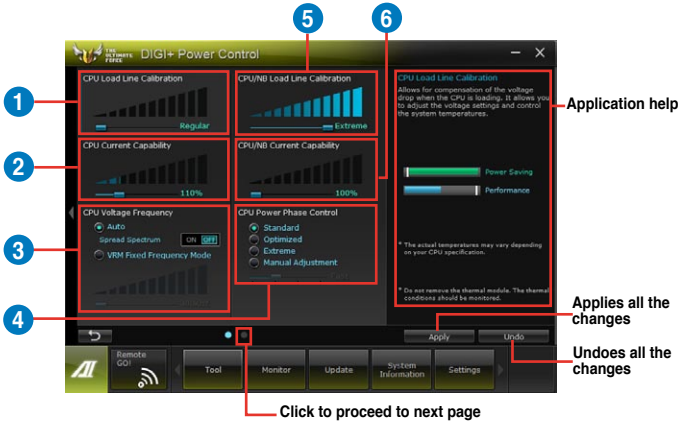 5
6
THE ULTIMATE FORCE DIGI+ Power Control
CPU Load Line Calibration
Regular
CPU/NB Load Line Calibration
Extreme
CPU Load Line Calibration
Allows for compensation of the voltage
drop when the CPU is loading. It allows you
to adjust the voltage settings and control
the system temperatures.
Application help
1
CPU Current Capability
110%
CPU/NB Current Capability
100%
Power Saving
Performance
2
CPU Voltage Frequency
Auto
Spread Spectrum ON OFF
VRM Fixed Frequency Mode
3
CPU Power Phase Control
Standard
Optimized
Extreme
Manual Adjustment
Fast
* The actual temperatures may vary depending
on your CPU specification.
* Do not remove the thermal module. The thermal
conditions should be monitored.
4
Applies all the
changes
Apply
Undo
Undoes all the
changes
Remote
GO!
Tool
Monitor
Update
System
Information
Settings
Click to proceed to next page